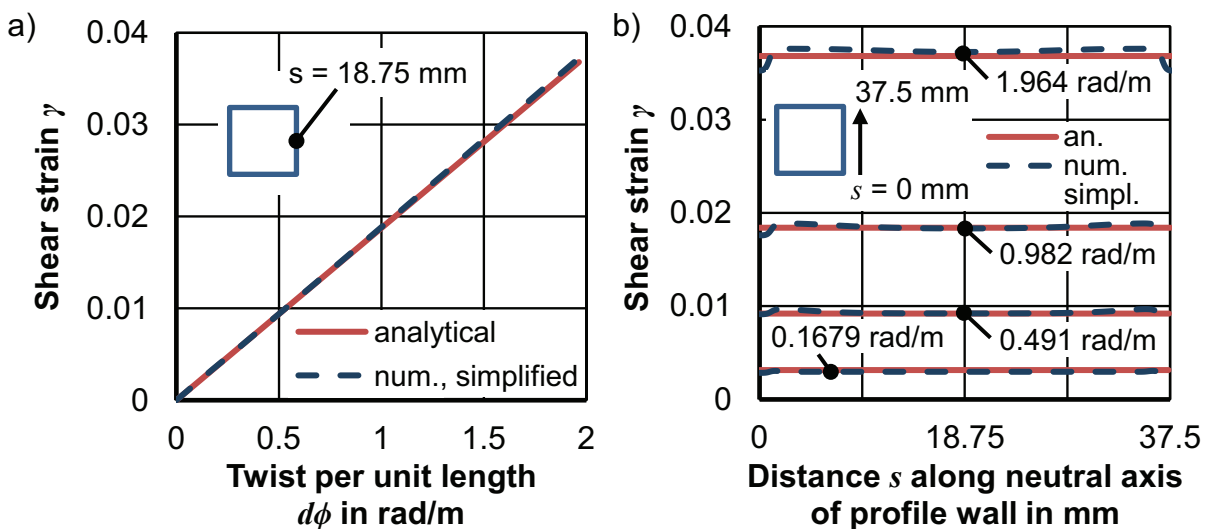 a)
Shear strain γ
0.04
0.03
0.02
0.01
0
s = 18.75 mm
analytical
num., simplified
0
0.5
1
1.5
2
Twist per unit length
dϕ in rad/m
b)
Shear strain γ
0.04
0.03
0.02
0.01
0
1.964 rad/m
37.5 mm
s = 0 mm
an.
num.
simpl.
0.982 rad/m
0.1679 rad/m
0.491 rad/m
0
18.75
37.5
Distance s along neutral axis
of profile wall in mm